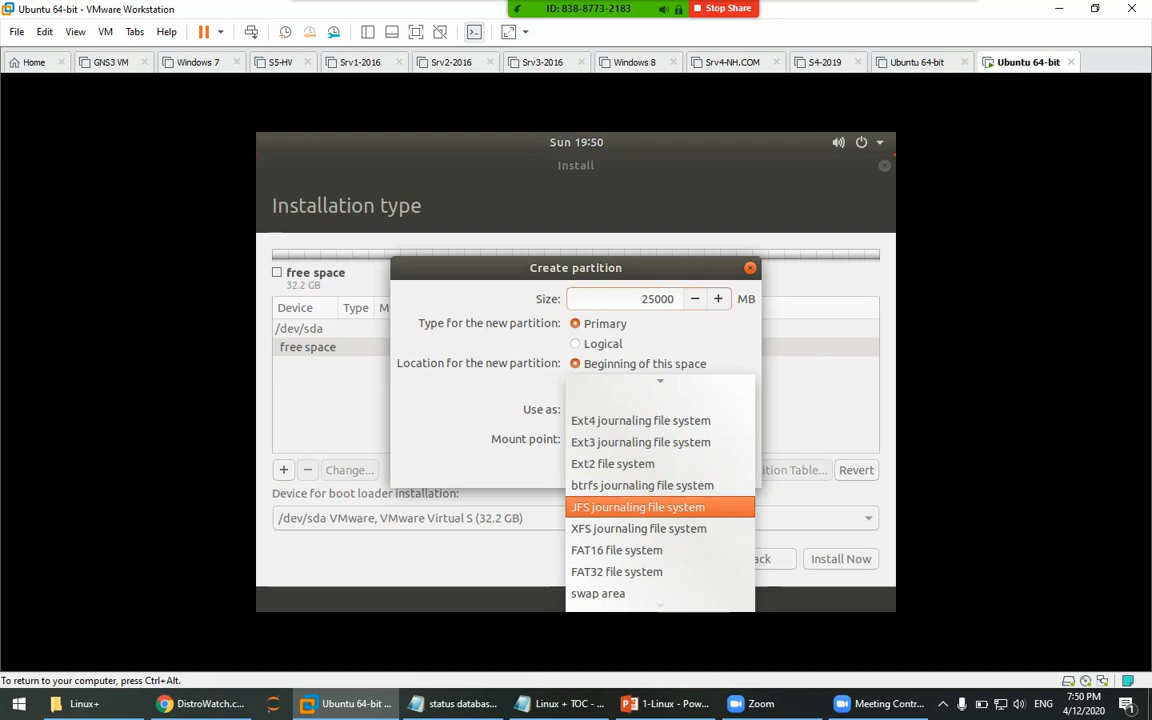 Ubuntu 64-bit - VMware Workstation
ID: 838-8773-2183
Stop Share
File Edit View VM Tabs Help
Home
GNS3 VM
Windows 7
S5-HV
Srv1-2016
Srv2-2016
Srv3-2016
Windows 8
Srv4-NH.COM
S4-2019
Ubuntu 64-bit
Ubuntu 64-bit
Sun 19:50
Install
Installation type
free space
32.2 GB
Device Type M
/dev/sda
free space
Create partition
Size: 25000 MB
Type for the new partition: Primary
Logical
Location for the new partition: Beginning of this space
Use as:
Mount point:
Ext4 journaling file system
Ext3 journaling file system
Ext2 file system
btrfs journaling file system
JFS journaling file system
XFS journaling file system
FAT16 file system
FAT32 file system
swap area
+ − Change... ition Table... Revert
Device for boot loader installation:
/dev/sda VMware, VMware Virtual S (32.2 GB)
ack Install Now
To return to your computer, press Ctrl+Alt.
Linux+
DistroWatch.c...
Ubuntu 64-bit ...
status databas...
Linux + TOC - ...
1-Linux - Pow...
Zoom
Meeting Contr...
ENG
7:50 PM
4/12/2020
1